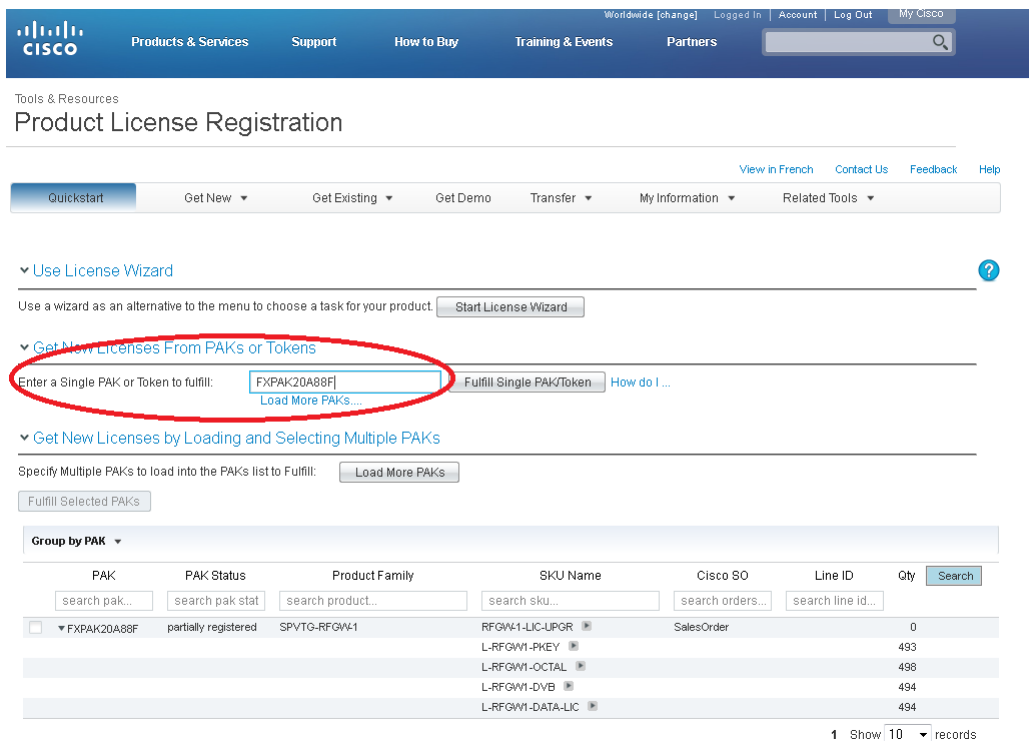 Worldwide [change] Logged In | Account | Log Out My Cisco
CISCO Products & Services Support How to Buy Training & Events Partners
Tools & Resources
Product License Registration
View in French Contact Us Feedback Help
Quickstart Get New Get Existing Get Demo Transfer My Information Related Tools
Use License Wizard ?
Use a wizard as an alternative to the menu to choose a task for your product. Start License Wizard
Get New Licenses From PAKs or Tokens
Enter a Single PAK or Token to fulfill: FXPAK20A88F Fulfill Single PAK/Token How do I ...
Load More PAKs....
Get New Licenses by Loading and Selecting Multiple PAKs
Specify Multiple PAKs to load into the PAKs list to Fulfill: Load More PAKs
Fulfill Selected PAKs
Group by PAK
PAK PAK Status Product Family SKU Name Cisco SO Line ID Qty Search
search pak... search pak stat search product... search sku... search orders... search line id...
FXPAK20A88F partially registered SPVTG-RFGW-1 RFGW-1-LIC-UPGR SalesOrder 0
L-RFGW1-PKEY 493
L-RFGW1-OCTAL 498
L-RFGW1-DVB 494
L-RFGW1-DATA-LIC 494
1 Show 10 records